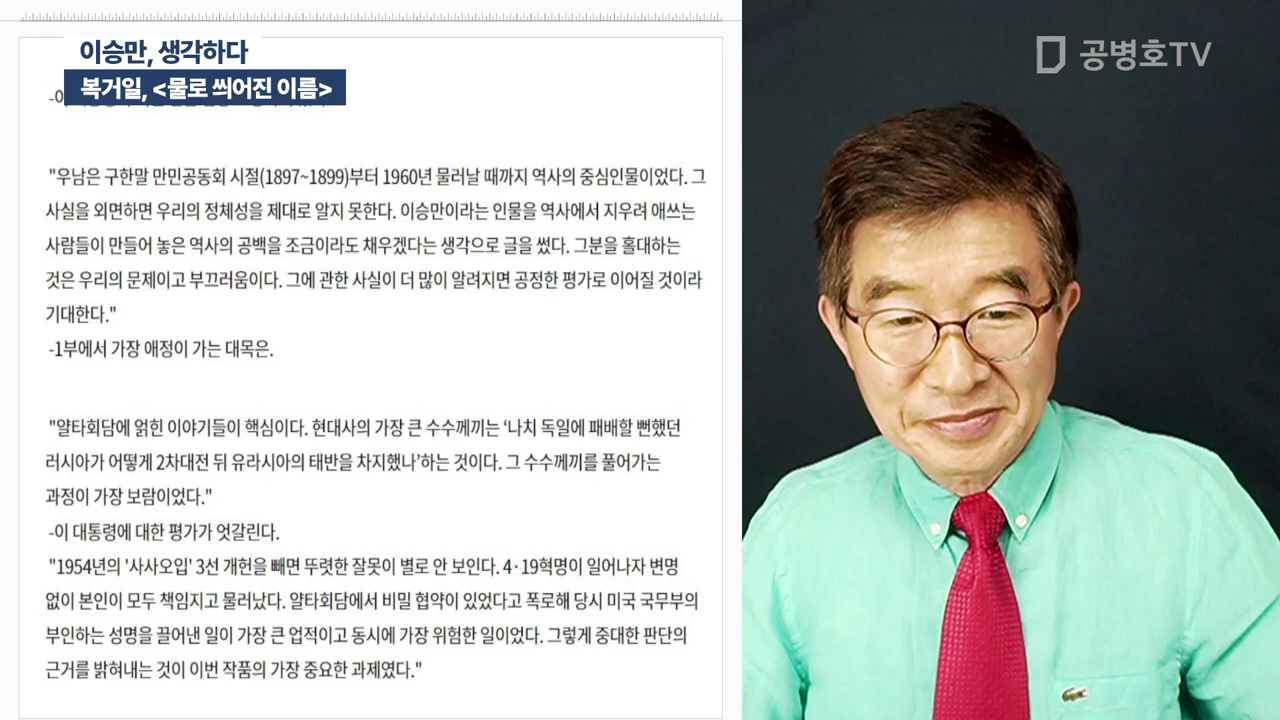 이승만, 생각하다
복거일, <물로 씌어진 이름>
"우남은 구한말 만민공동회 시절(1897~1899)부터 1960년 물러날 때까지 역사의 중심인물이었다. 그
사실을 외면하면 우리의 정체성을 제대로 알지 못한다. 이승만이라는 인물을 역사에서 지우려 애쓰는
사람들이 만들어 놓은 역사의 공백을 조금이라도 채우겠다는 생각으로 글을 썼다. 그분을 홀대하는
것은 우리의 문제이고 부끄러움이다. 그에 관한 사실이 더 많이 알려지면 공정한 평가로 이어질 것이라
기대한다."
-1부에서 가장 애정이 가는 대목은.
"얄타회담에 얽힌 이야기들이 핵심이다. 현대사의 가장 큰 수수께끼는 ‘나치 독일에 패배할 뻔했던
러시아가 어떻게 2차대전 뒤 유라시아의 태반을 차지했나’하는 것이다. 그 수수께끼를 풀어가는
과정이 가장 보람이었다."
-이 대통령에 대한 평가가 엇갈린다.
"1954년의 '사사오입' 3선 개헌을 빼면 뚜렷한 잘못이 별로 안 보인다. 4·19혁명이 일어나자 변명
없이 본인이 모두 책임지고 물러났다. 얄타회담에서 비밀 협약이 있었다고 폭로해 당시 미국 국무부의
부인하는 성명을 끌어낸 일이 가장 큰 업적이고 동시에 가장 위험한 일이었다. 그렇게 중대한 판단의
근거를 밝혀내는 것이 이번 작품의 가장 중요한 과제였다."
공병호TV